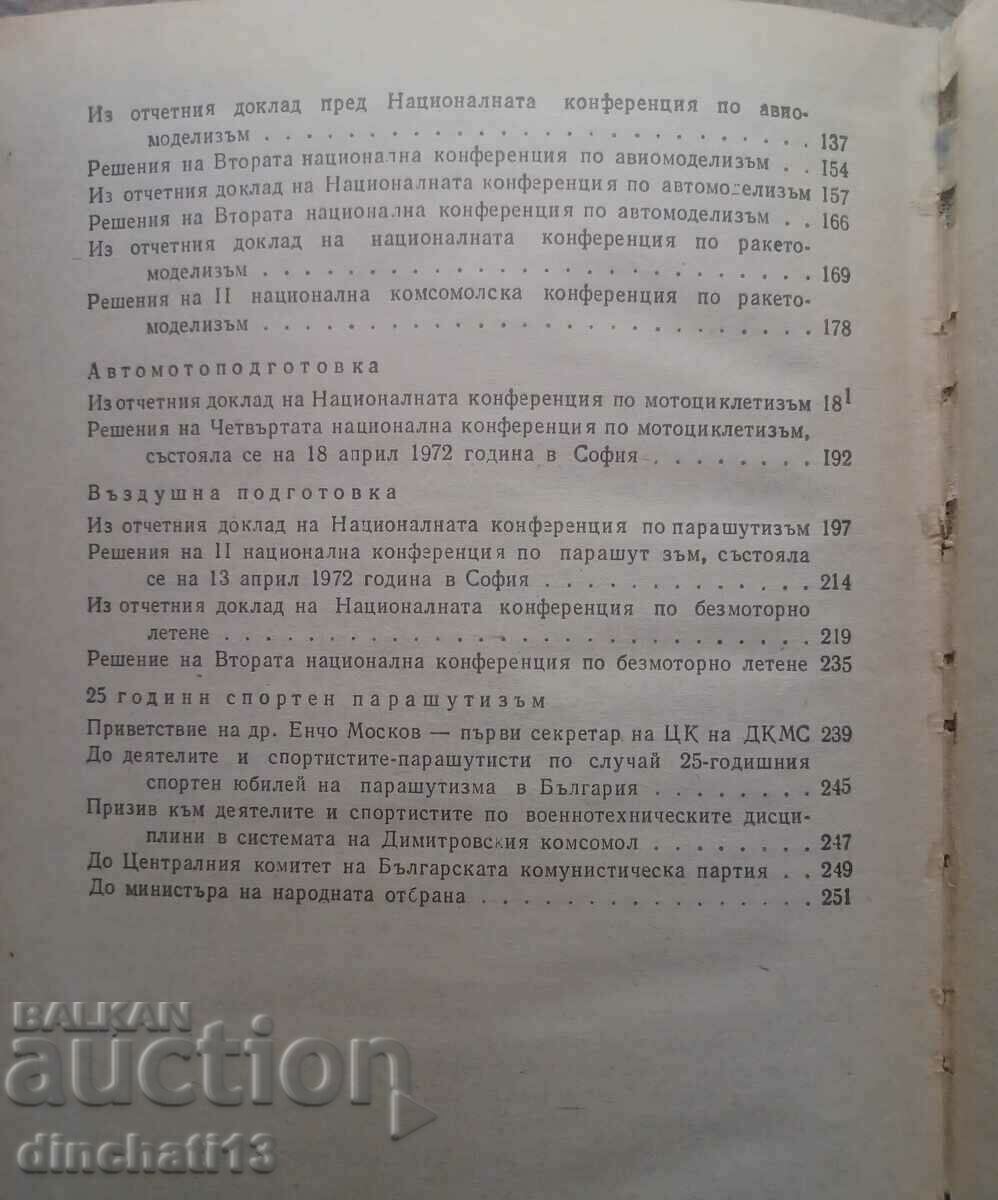 Из отчетния доклад пред Националната конференция по авио-
моделизъм . . . . . . . . . . . . . . . . . . . . 137
Решения на Втората национална конференция по авиомоделизъм . . 154
Из отчетния доклад на Националната конференция по автомоделизъм 157
Решения на Втората национална конференция по автомоделизъм . . 166
Из отчетния доклад на националната конференция по ракето-
моделизъм . . . . . . . . . . . . . . . . . . . . 169
Решения на II национална комсомолска конференция по ракето-
моделизъм . . . . . . . . . . . . . . . . . . . . 178
Автомотоподготовка
Из отчетния доклад на Националната конференция по мотоциклетизъм 181
Решения на Четвъртата национална конференция по мотоциклетизъм,
състояла се на 18 април 1972 година в София . . . . . . . 192
Въздушна подготовка
Из отчетния доклад на Националната конференция по парашутизъм 197
Решения на II национална конференция по парашут зъм, състояла
се на 13 април 1972 година в София . . . . . . . . . . . 214
Из отчетния доклад на Националната конференция по безмоторно
летене . . . . . . . . . . . . . . . . . . . . . . 219
Решение на Втората национална конференция по безмоторно летене 235
25 годинн спортен парашутизъм
Приветствие на др. Енчо Москов — първи секретар на ЦК на ДКМС 239
До деятелите и спортистите-парашутисти по случай 25-годишния
спортен юбилей на парашутизма в България . . . . . . . 245
Призив към деятелите и спортистите по военнотехническите дисци-
плини в системата на Димитровския комсомол . . . . . . . 247
До Централния комитет на Българската комунистическа партия . . 249
До министъра на народната отбрана . . . . . . . . . . . . . . 251
BALKAN
auction
dinchati13